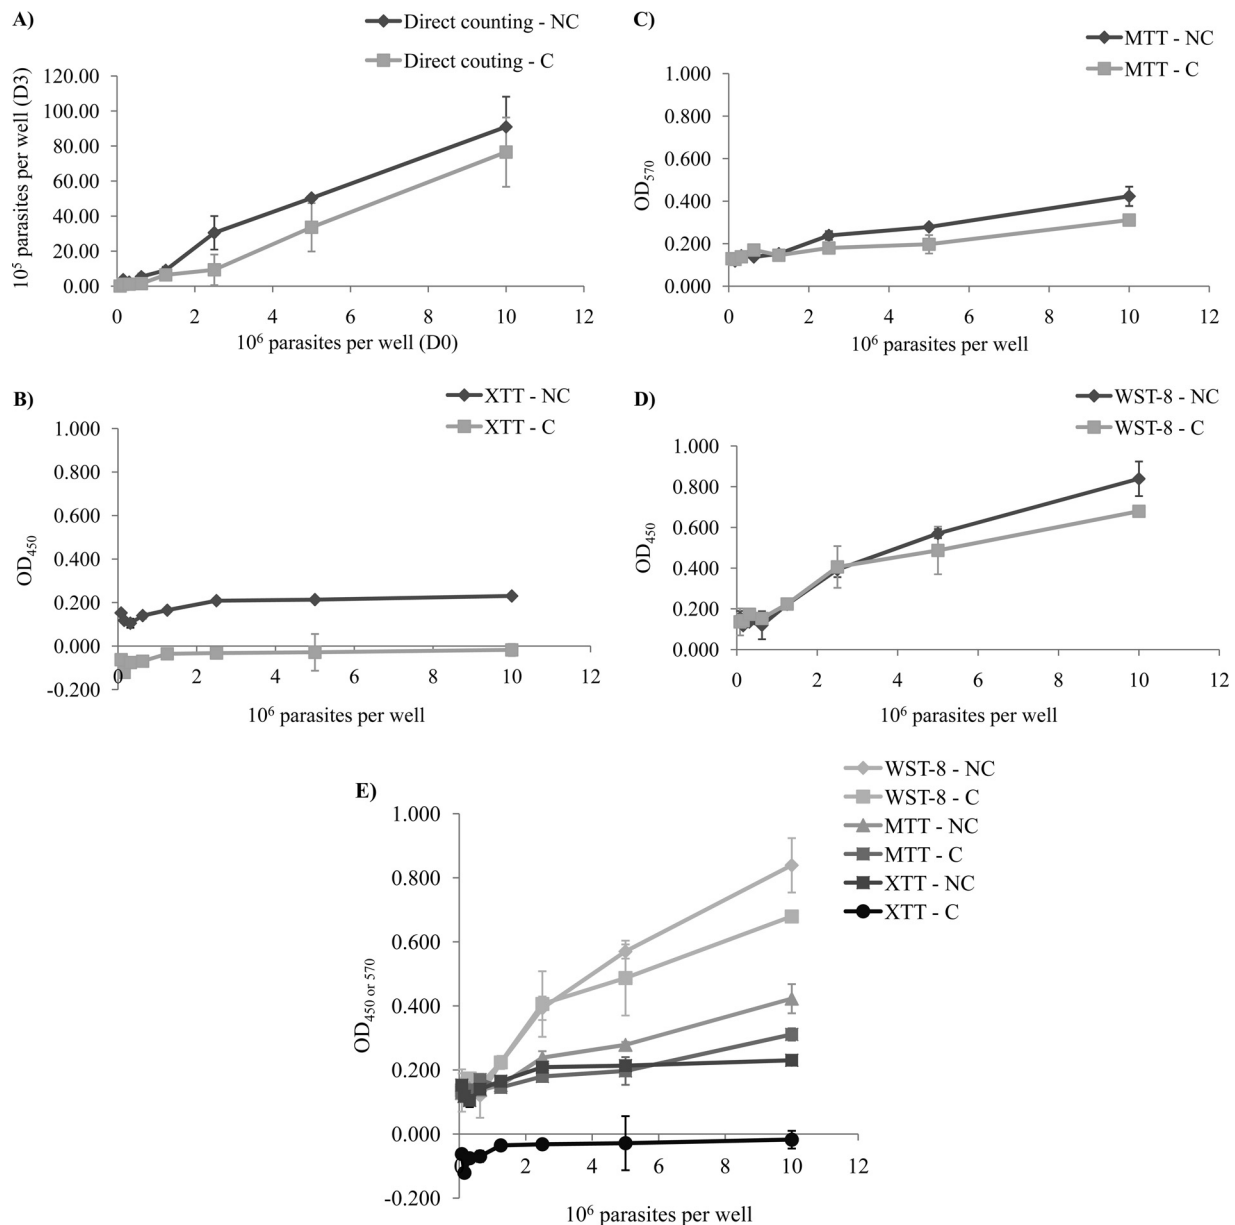 A)
Direct counting - NC
Direct couting - C
120.00
100.00
80.00
60.00
40.00
20.00
0.00
10⁵ parasites per well (D3)
0 2 4 6 8 10 12
10⁶ parasites per well (D0)
C)
MTT - NC
MTT - C
1.000
0.800
0.600
0.400
0.200
0.000
OD₅₇₀
0 2 4 6 8 10 12
10⁶ parasites per well
B)
XTT - NC
XTT - C
1.000
0.800
0.600
0.400
0.200
0.000
-0.200
OD₄₅₀
0 2 4 6 8 10 12
10⁶ parasites per well
D)
WST-8 - NC
WST-8 - C
1.000
0.800
0.600
0.400
0.200
0.000
OD₄₅₀
0 2 4 6 8 10 12
10⁶ parasites per well
E)
WST-8 - NC
WST-8 - C
MTT - NC
MTT - C
XTT - NC
XTT - C
1.000
0.800
0.600
0.400
0.200
0.000
-0.200
OD₄₅₀ ₒᵣ ₅₇₀
0 2 4 6 8 10 12
10⁶ parasites per well